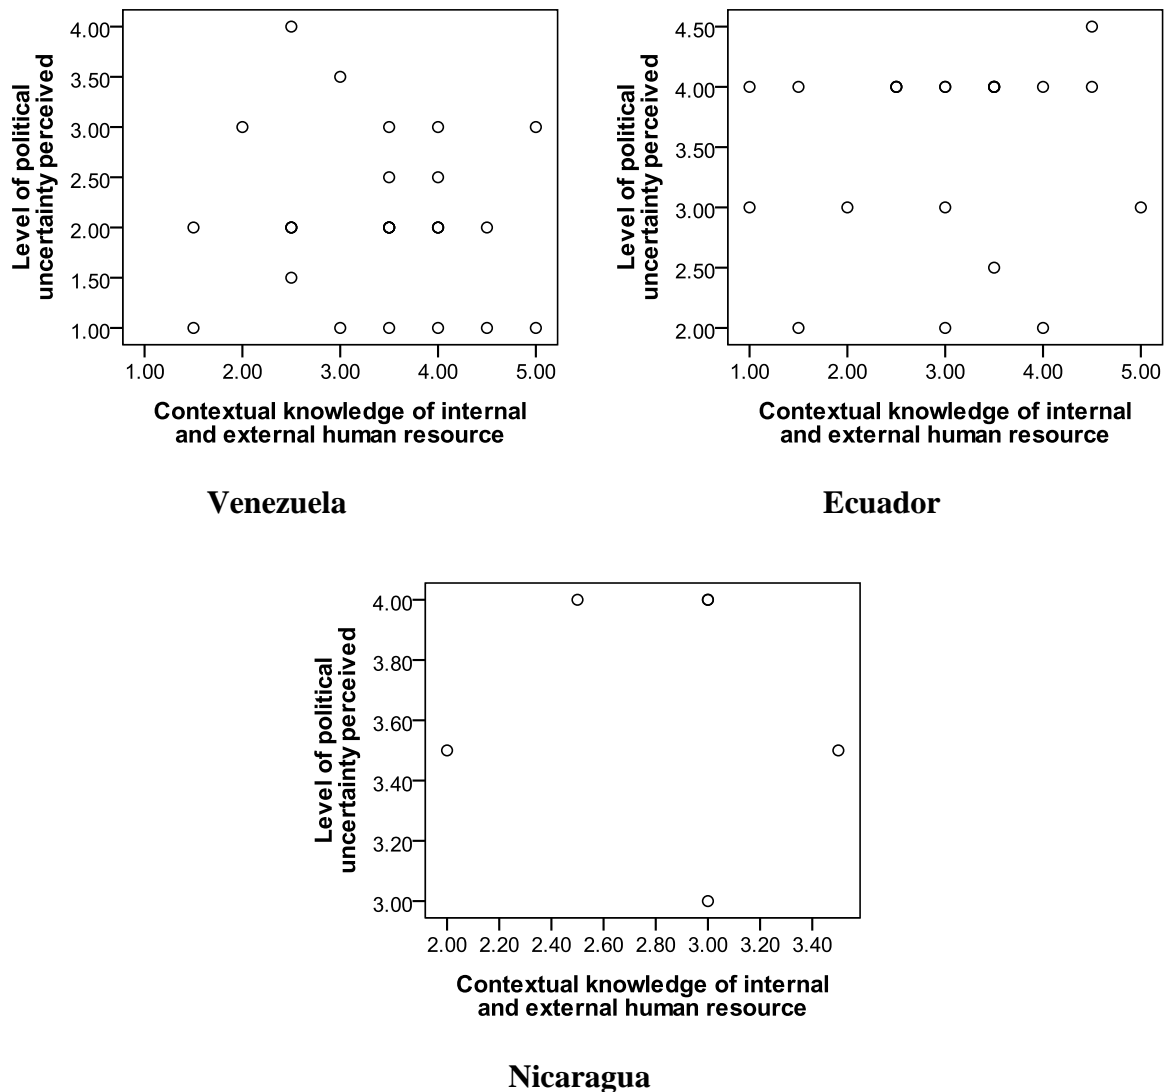 4.00
3.50
3.00
2.50
2.00
1.50
1.00
Level of political
uncertainty perceived
1.00 2.00 3.00 4.00 5.00
Contextual knowledge of internal
and external human resource
Venezuela
4.50
4.00
3.50
3.00
2.50
2.00
Level of political
uncertainty perceived
1.00 2.00 3.00 4.00 5.00
Contextual knowledge of internal
and external human resource
Ecuador
4.00
3.80
3.60
3.40
3.20
3.00
Level of political
uncertainty perceived
2.00 2.20 2.40 2.60 2.80 3.00 3.20 3.40
Contextual knowledge of internal
and external human resource
Nicaragua